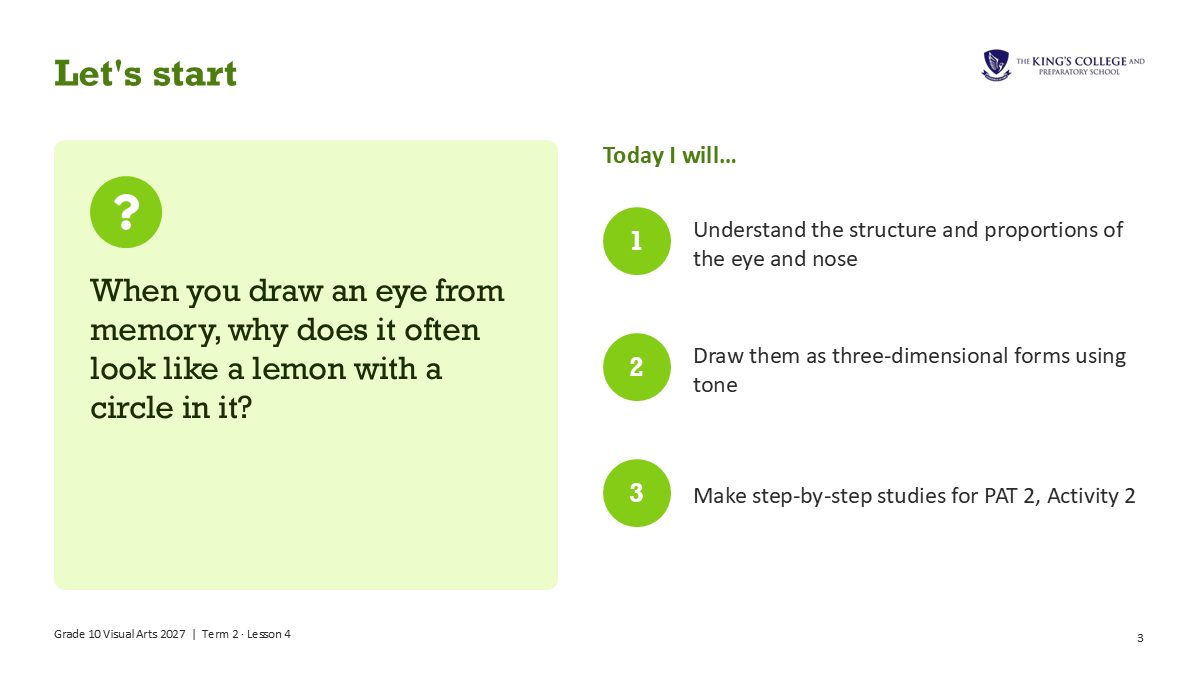 Let's start
THE KING'S COLLEGE AND
PREPARATORY SCHOOL
?
When you draw an eye from
memory, why does it often
look like a lemon with a
circle in it?
Today I will...
1
Understand the structure and proportions of
the eye and nose
2
Draw them as three-dimensional forms using
tone
3
Make step-by-step studies for PAT 2, Activity 2
Grade 10 Visual Arts 2027 | Term 2 · Lesson 4
3